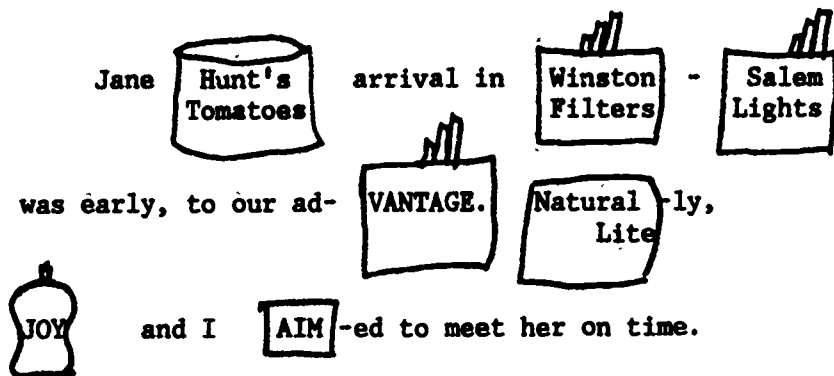 Jane Hunt's Tomatoes arrival in Winston Filters - Salem Lights
was early, to our ad- VANTAGE. Natural Lite -ly,
JOY and I AIM -ed to meet her on time.